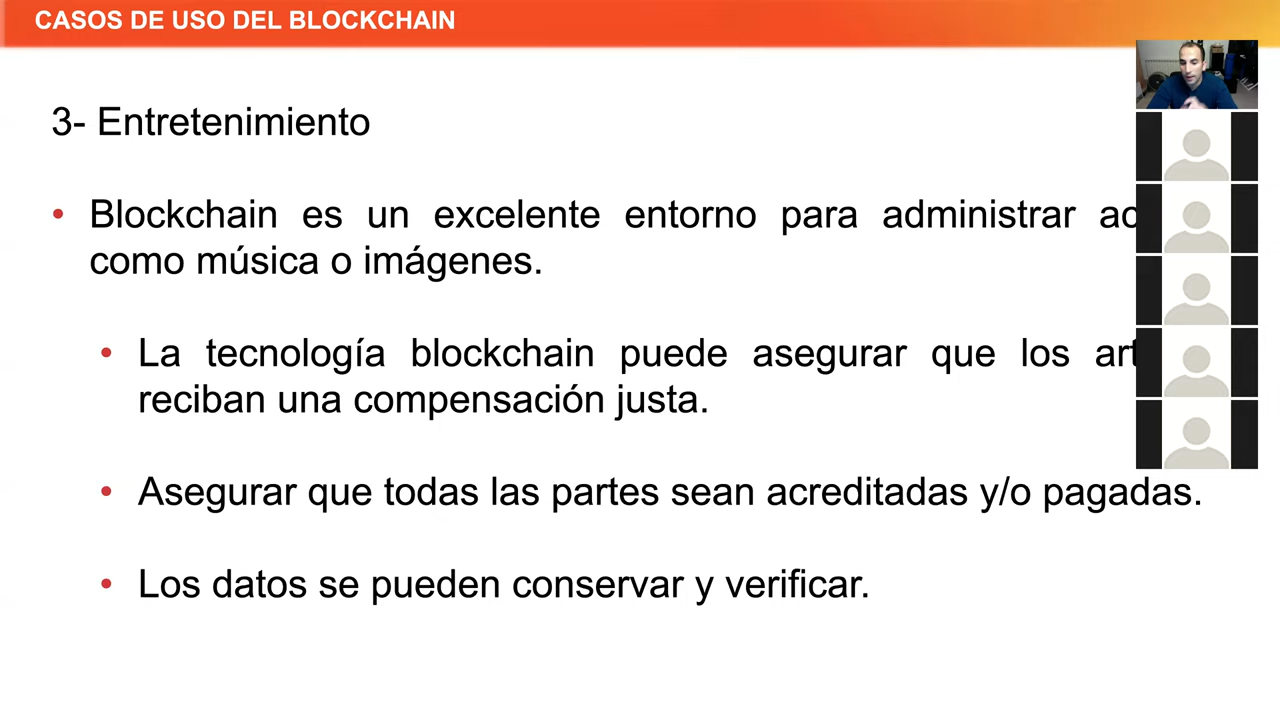 CASOS DE USO DEL BLOCKCHAIN
3- Entretenimiento
• Blockchain es un excelente entorno para administrar
como música o imágenes.
• La tecnología blockchain puede asegurar que los
reciban una compensación justa.
• Asegurar que todas las partes sean acreditadas y/o pagadas.
• Los datos se pueden conservar y verificar.